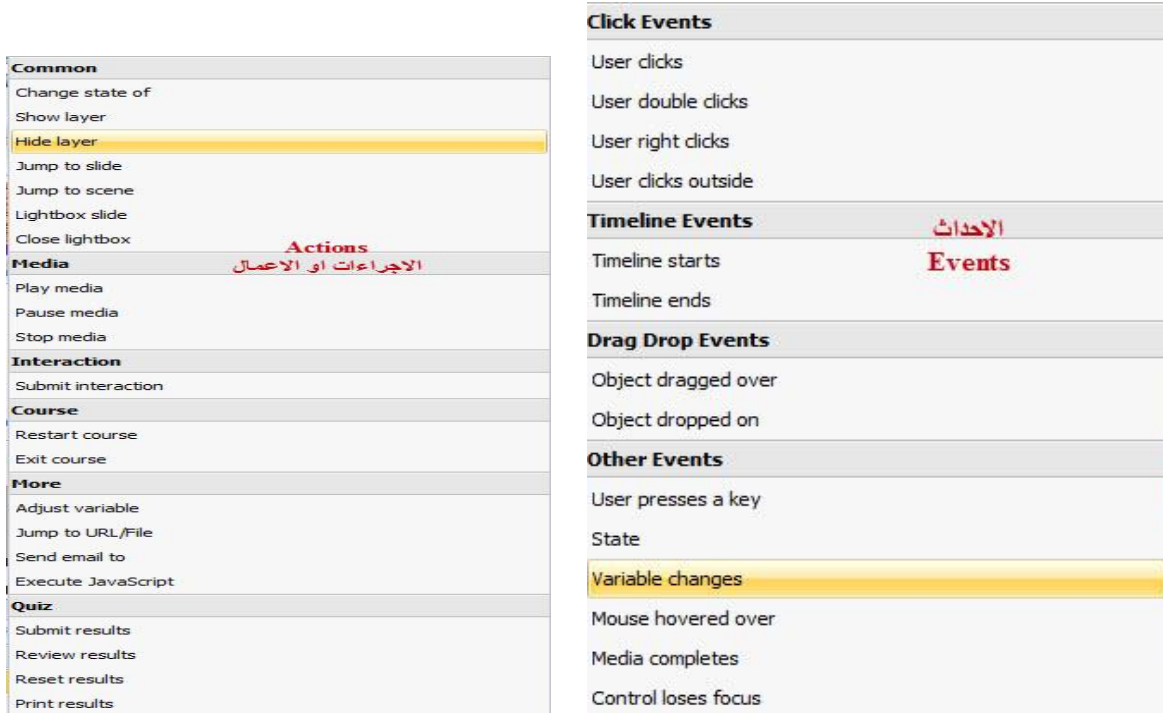 Common
Change state of
Show layer
Hide layer
Jump to slide
Jump to scene
Lightbox slide
Close lightbox
Actions
الاجراءات او الاعمال
Media
Play media
Pause media
Stop media
Interaction
Submit interaction
Course
Restart course
Exit course
More
Adjust variable
Jump to URL/File
Send email to
Execute JavaScript
Quiz
Submit results
Review results
Reset results
Print results
Click Events
User clicks
User double clicks
User right clicks
User clicks outside
Timeline Events
الاحداث
Events
Timeline starts
Timeline ends
Drag Drop Events
Object dragged over
Object dropped on
Other Events
User presses a key
State
Variable changes
Mouse hovered over
Media completes
Control loses focus